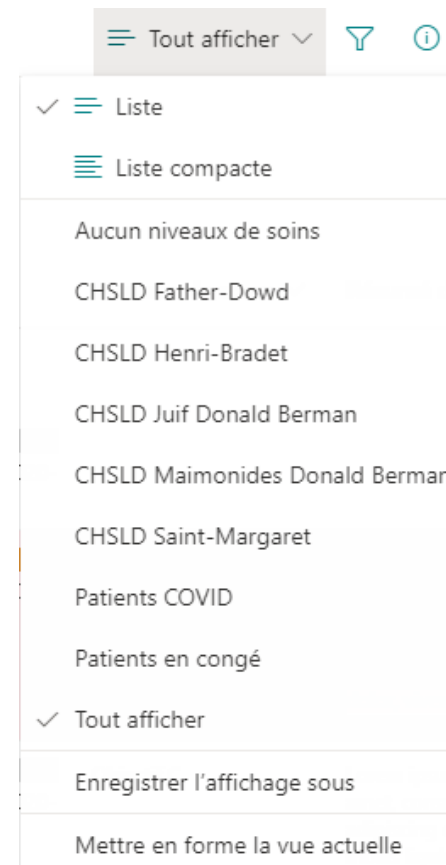 Tout afficher
Liste
Liste compacte
Aucun niveaux de soins
CHSLD Father-Dowd
CHSLD Henri-Bradet
CHSLD Juif Donald Berman
CHSLD Maimonides Donald Berman
CHSLD Saint-Margaret
Patients COVID
Patients en congé
Tout afficher
Enregistrer l'affichage sous
Mettre en forme la vue actuelle